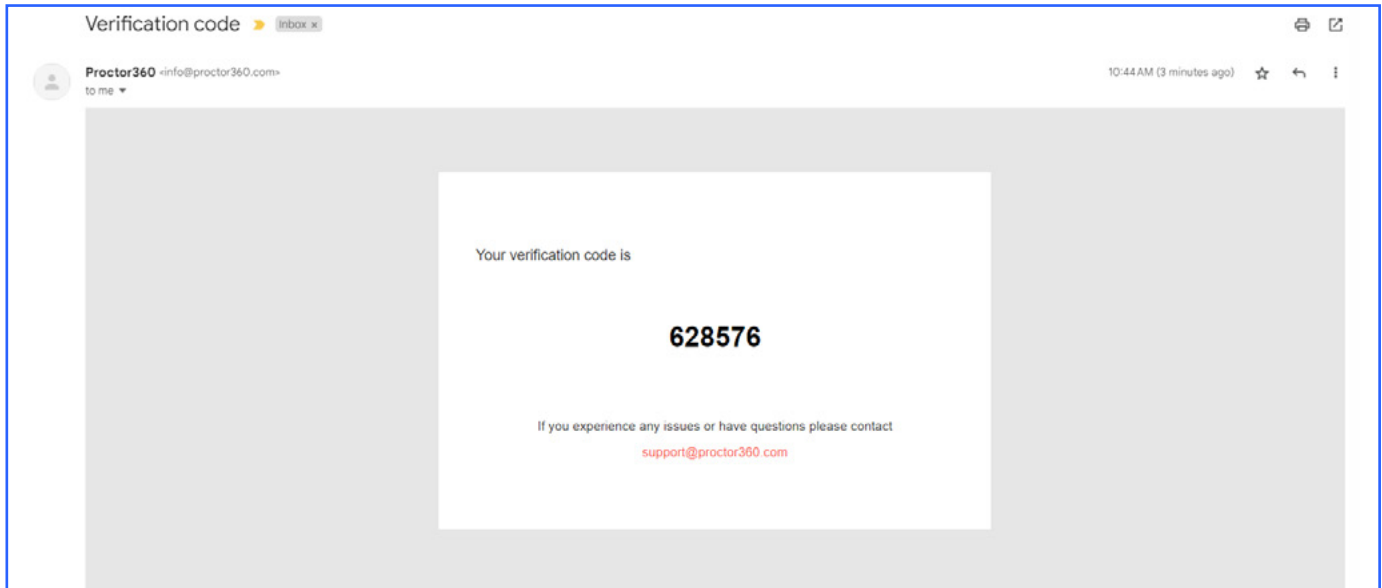 Verification code Inbox x
Proctor360 <info@proctor360.com> 10:44 AM (3 minutes ago)
to me
Your verification code is
628576
If you experience any issues or have questions please contact
support@proctor360.com